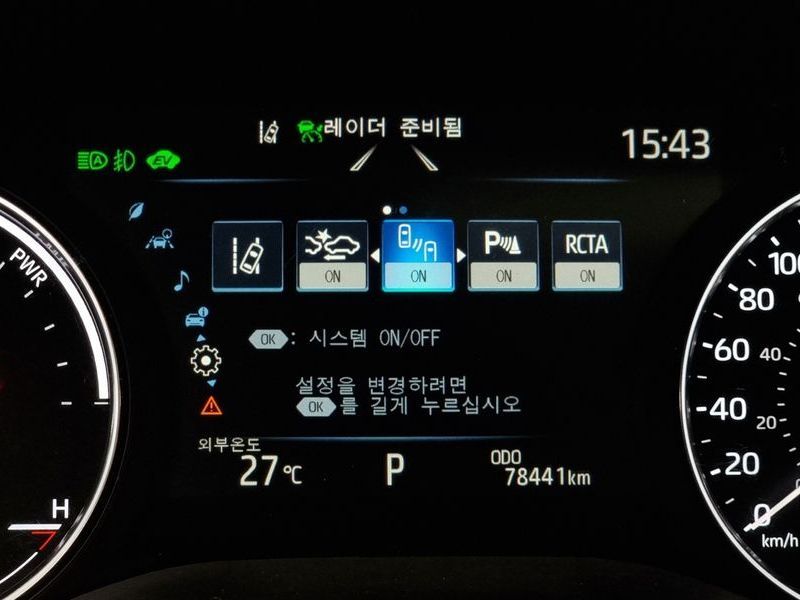 레이더 준비됨
15:43
A
EV
PWR
ON
ON
P
ON
RCTA
ON
OK : 시스템 ON/OFF
설정을 변경하려면
OK 를 길게 누르십시오
외부온도
27℃
P
ODO
78441km
H
100
80
60
40
40
20
20
0
km/h